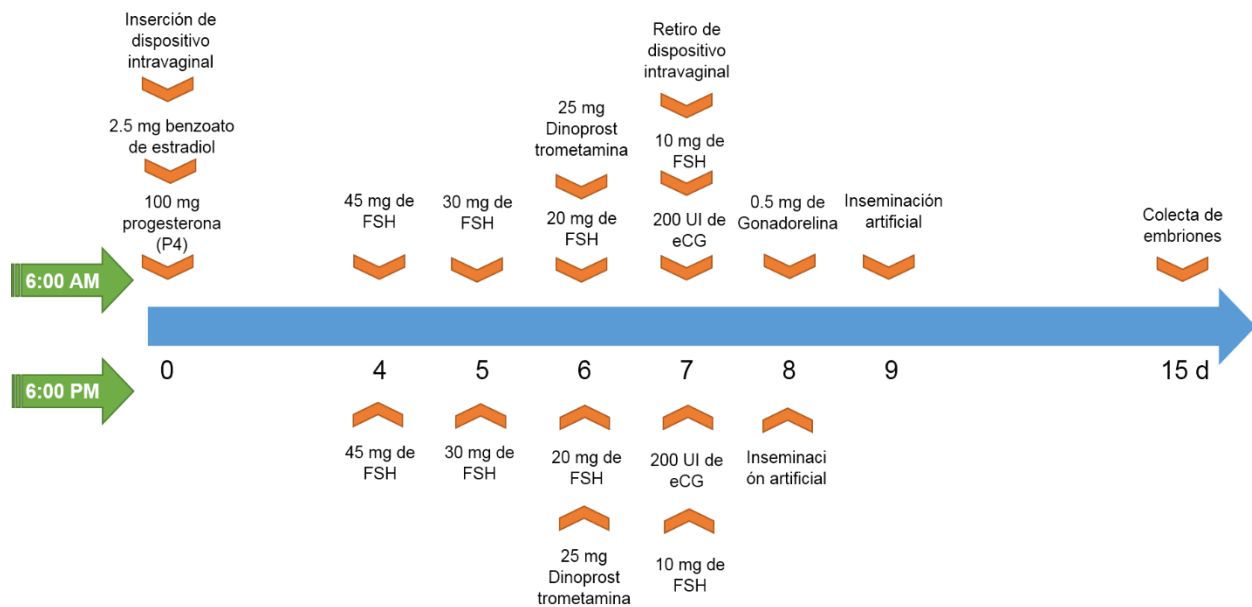 Inserción de
dispositivo
intravaginal
2.5 mg benzoato
de estradiol
100 mg
progesterona
(P4)
45 mg de
FSH
30 mg de
FSH
25 mg
Dinoprost
trometamina
20 mg de
FSH
Retiro de
dispositivo
intravaginal
10 mg de
FSH
200 UI de
eCG
0.5 mg de
Gonadorelina
Inseminación
artificial
Colecta de
embriones
6:00 AM
0
4
5
6
7
8
9
15 d
6:00 PM
45 mg de
FSH
30 mg de
FSH
20 mg de
FSH
25 mg
Dinoprost
trometamina
200 UI de
eCG
10 mg de
FSH
Inseminaci
ón artificial